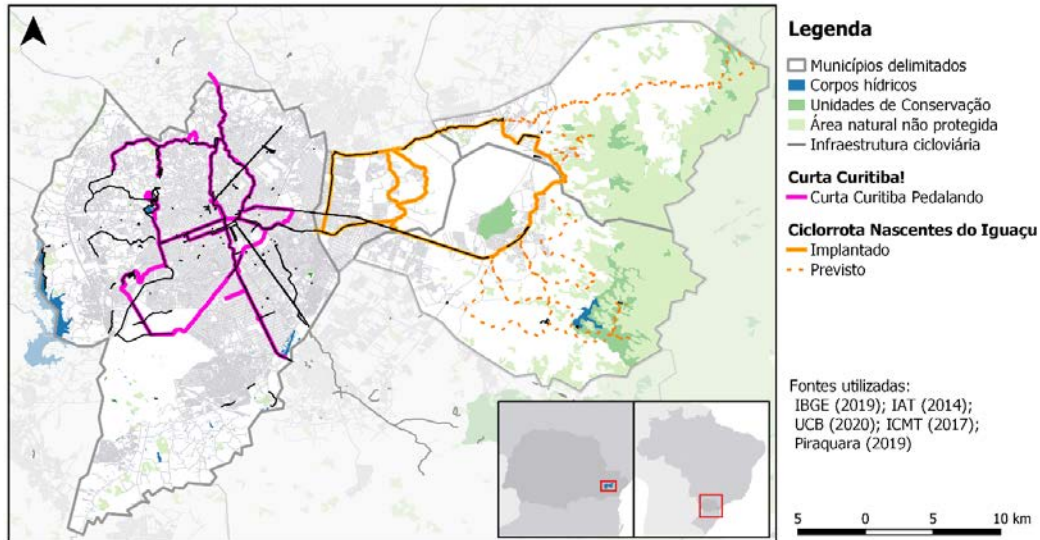 Legenda
Municípios delimitados
Corpos hídricos
Unidades de Conservação
Área natural não protegida
Infraestrutura cicloviária
Curta Curitiba!
Curta Curitiba Pedalando
Ciclorrota Nascentes do Iguaçu
Implantado
Previsto
Fontes utilizadas:
IBGE (2019); IAT (2014);
UCB (2020); ICMT (2017);
Piraquara (2019)
5 0 5 10 km